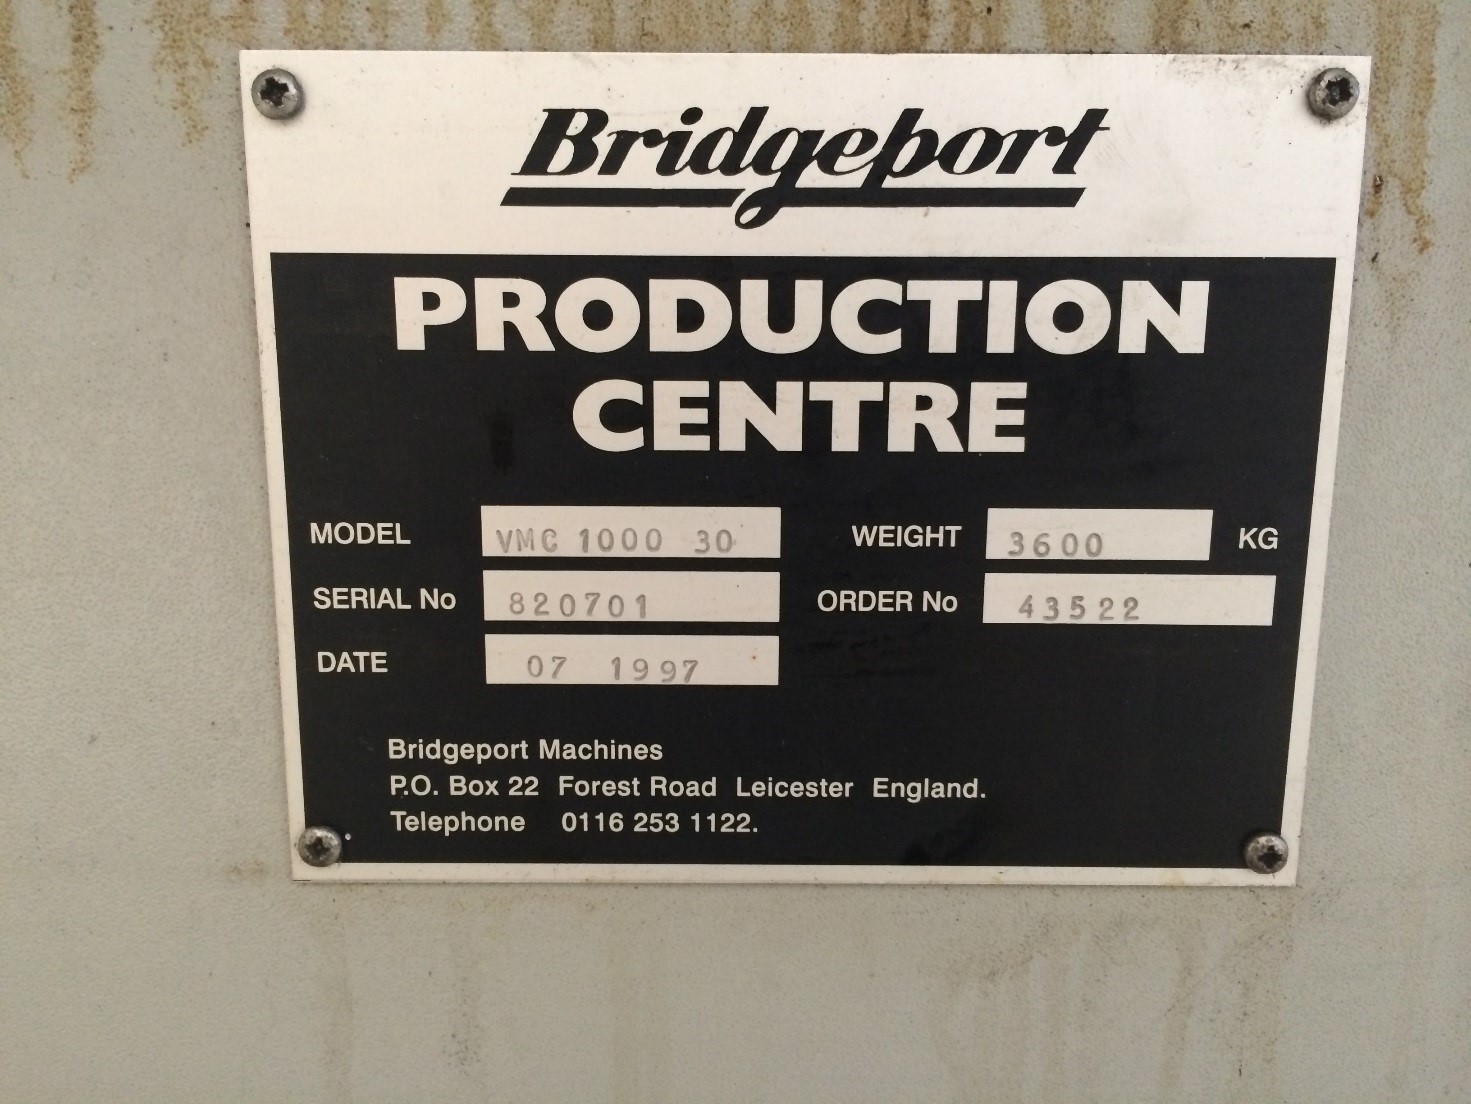 Bridgeport
PRODUCTION
CENTRE
MODEL VMC 1000 30 WEIGHT 3600 KG
SERIAL No 820701 ORDER No 43522
DATE 07 1997
Bridgeport Machines
P.O. Box 22 Forest Road Leicester England.
Telephone 0116 253 1122.